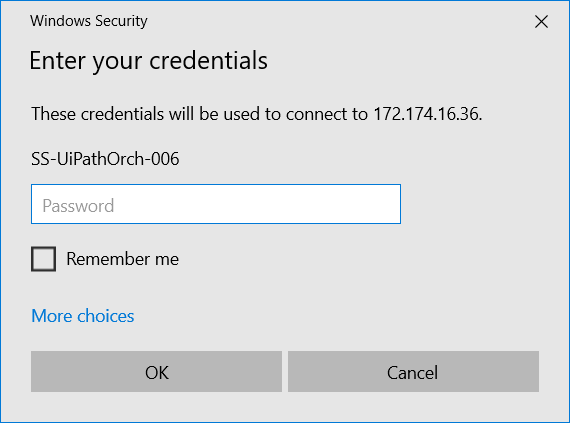 Windows Security
Enter your credentials
These credentials will be used to connect to 172.174.16.36.
SS-UiPathOrch-006
Password
Remember me
More choices
OK
Cancel